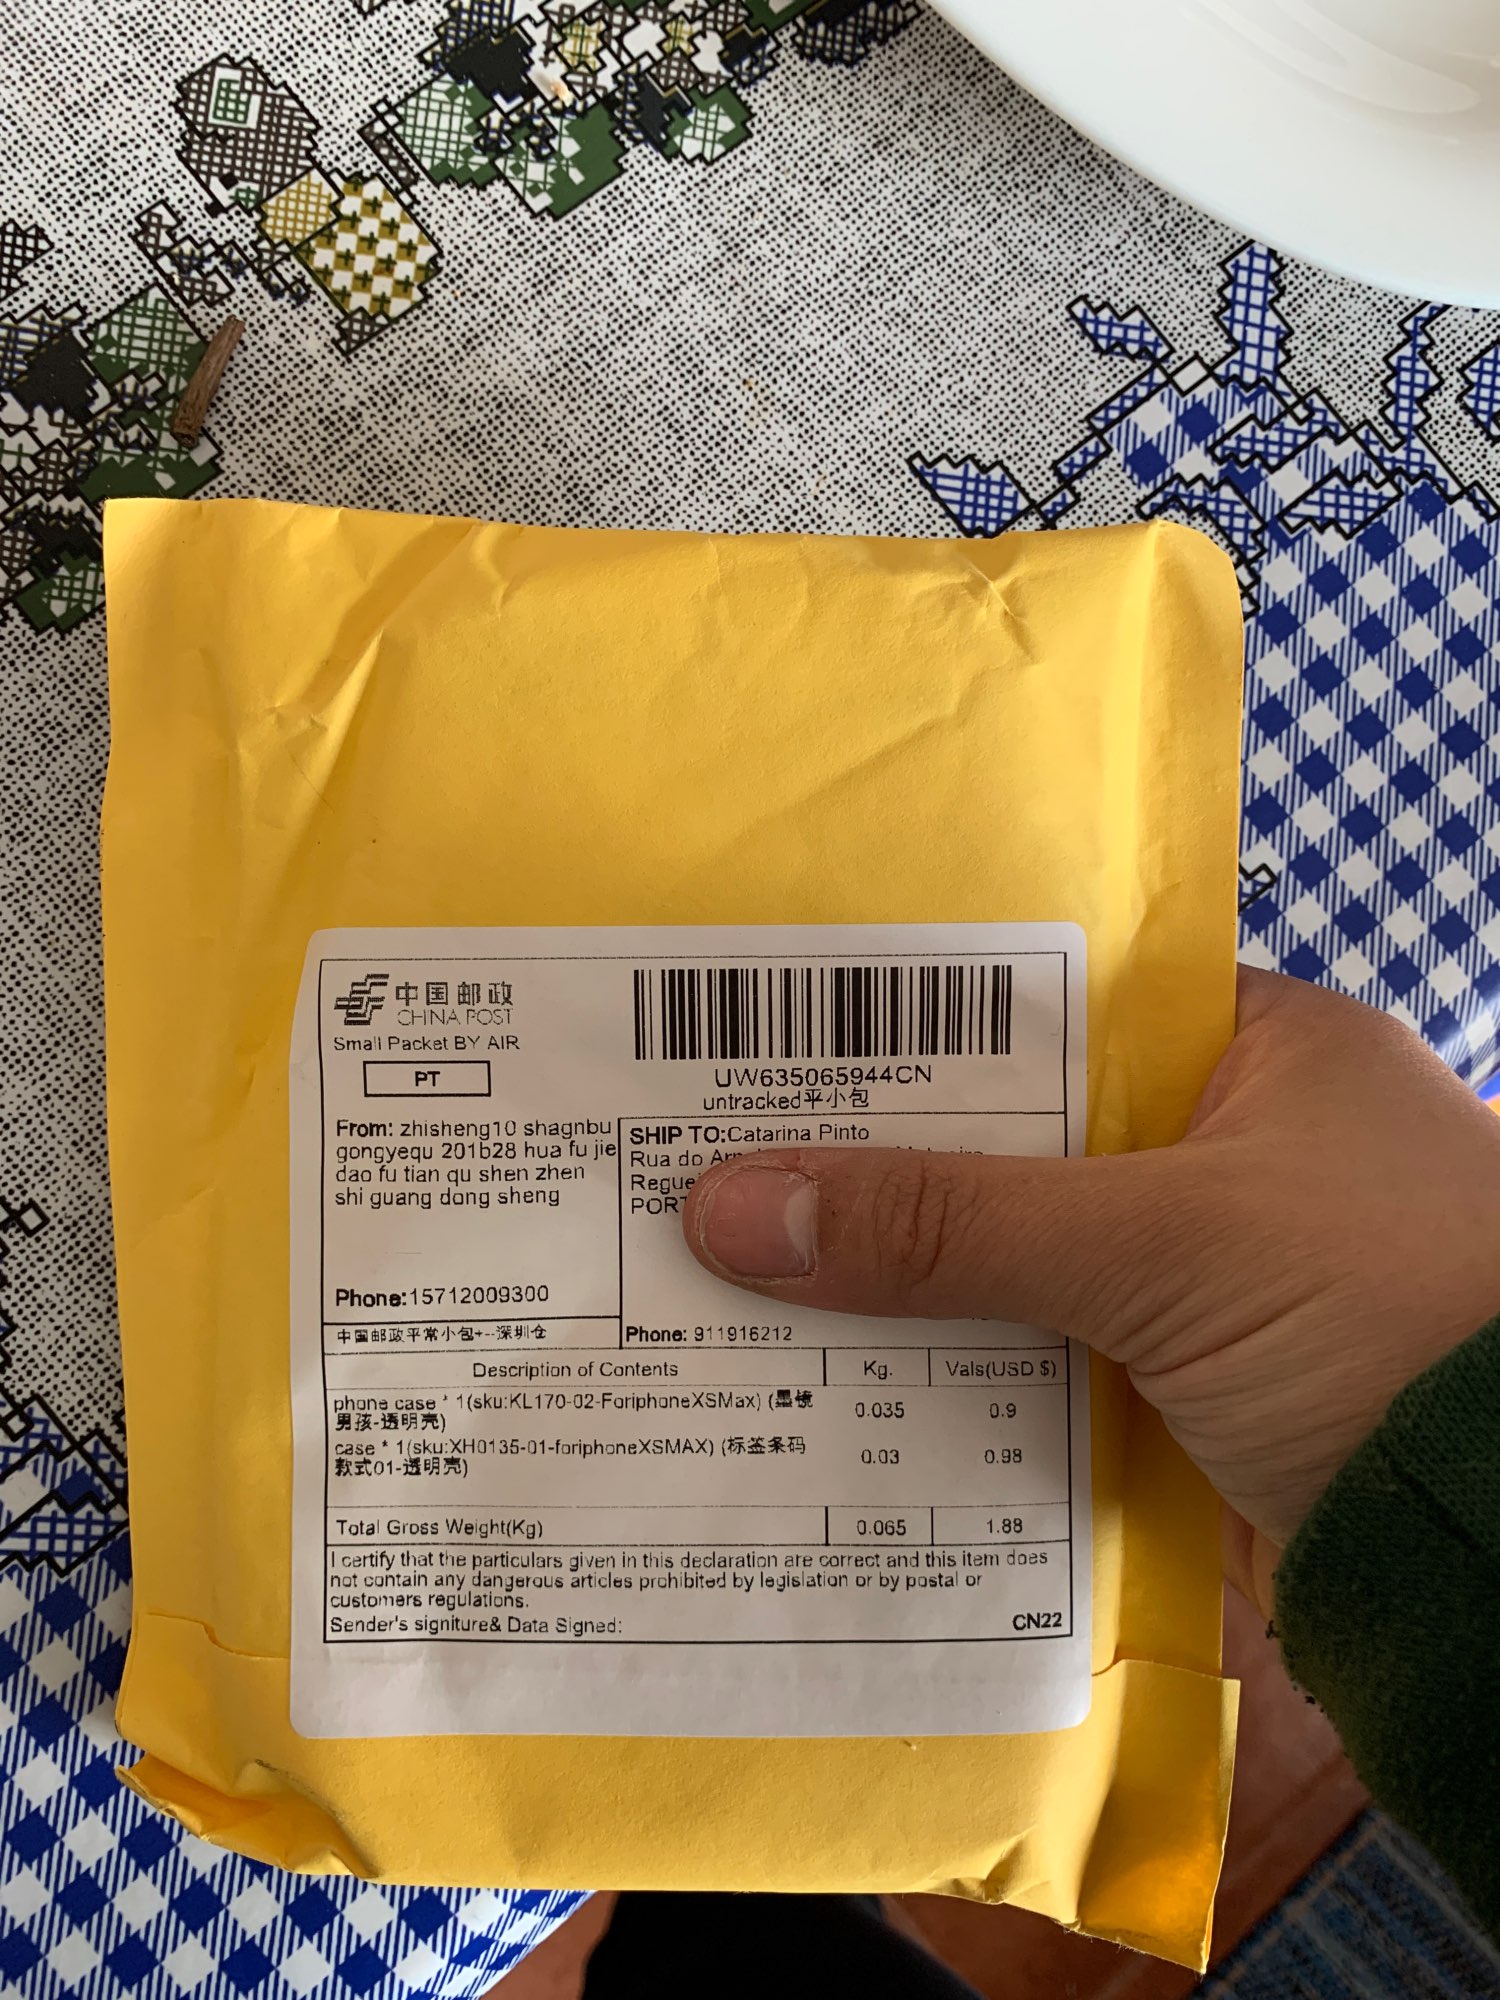 中国邮政
CHINA POST
Small Packet BY AIR
PT
UW635065944CN
untracked平小包
From: zhisheng10 shagnbu
gongyequ 201b28 hua fu jie
dao fu tian qu shen zhen
shi guang dong sheng
Phone:15712009300
中国邮政平常小包+--深圳仓
SHIP TO:Catarina Pinto
Rua do
Phone: 911916212
Description of Contents Kg. Vals(USD $)
phone case * 1(sku:KL170-02-ForiphoneXSMax) (墨镜
男孩-透明壳) 0.035 0.9
case * 1(sku:XH0135-01-foriphoneXSMAX) (标签条码
款式01-透明壳) 0.03 0.98
Total Gross Weight(Kg) 0.065 1.88
I certify that the particulars given in this declaration are correct and this item does
not contain any dangerous articles prohibited by legislation or by postal or
customers regulations.
Sender's signiture& Data Signed:
CN22